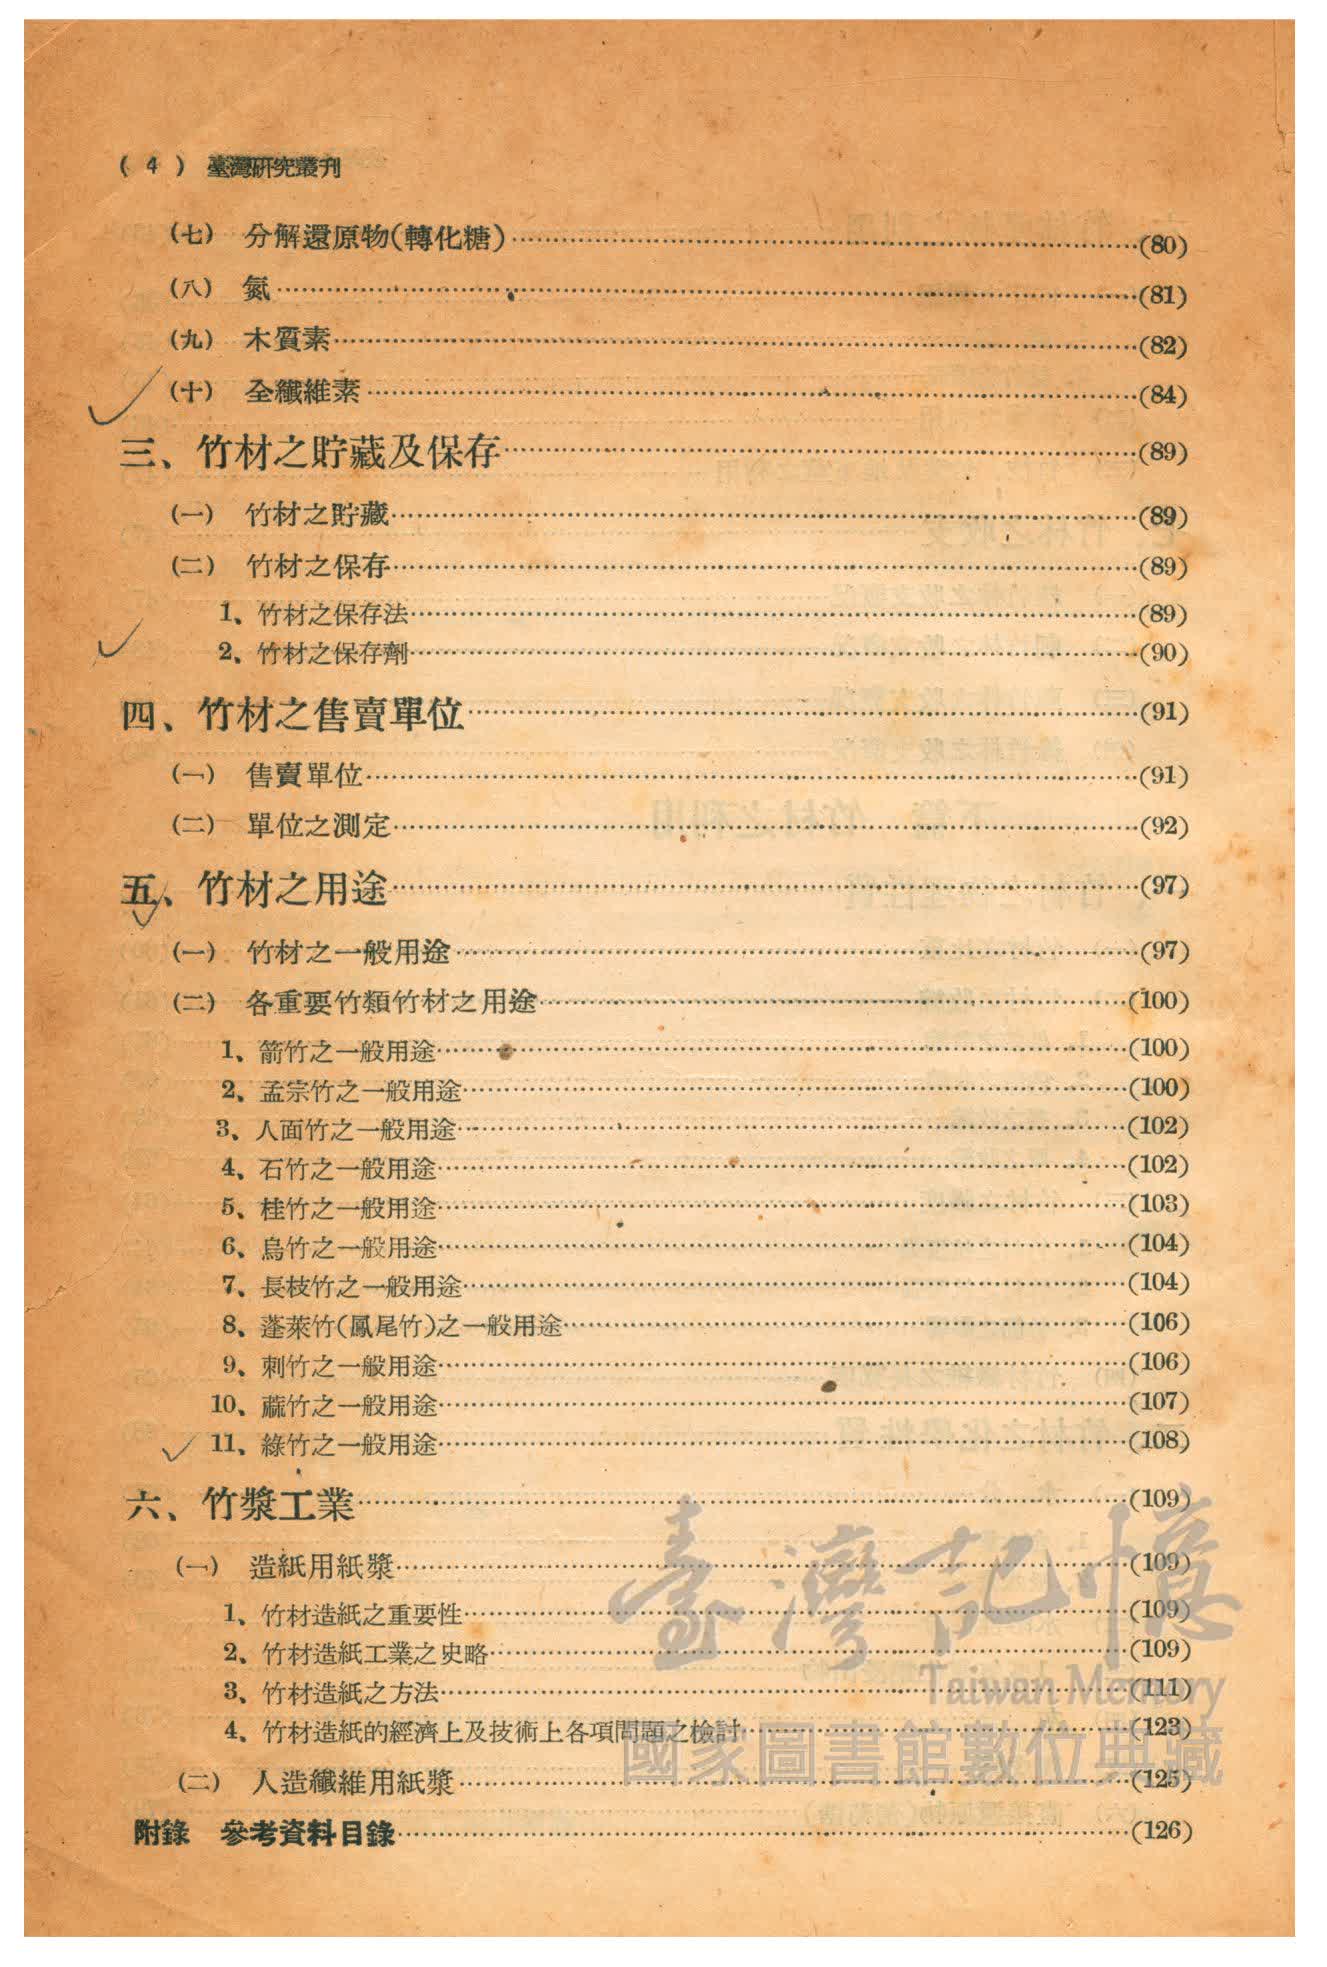 ( 4 ) 臺灣研究叢刊
(七) 分解還原物(轉化糖)……(80)
(八) 氮……(81)
(九) 木質素……(82)
(十) 全纖維素……(84)
三、竹材之貯藏及保存……(89)
(一) 竹材之貯藏……(89)
(二) 竹材之保存……(89)
1、竹材之保存法……(89)
2、竹材之保存劑……(90)
四、竹材之售賣單位……(91)
(一) 售賣單位……(91)
(二) 單位之測定……(92)
五、竹材之用途……(97)
(一) 竹材之一般用途……(97)
(二) 各重要竹類竹材之用途……(100)
1、箭竹之一般用途……(100)
2、孟宗竹之一般用途……(100)
3、人面竹之一般用途……(102)
4、石竹之一般用途……(102)
5、桂竹之一般用途……(103)
6、烏竹之一般用途……(104)
7、長枝竹之一般用途……(104)
8、蓬萊竹(鳳尾竹)之一般用途……(106)
9、刺竹之一般用途……(106)
10、蔴竹之一般用途……(107)
11、綠竹之一般用途……(108)
六、竹漿工業……(109)
(一) 造紙用紙漿……(109)
1、竹材造紙之重要性……(109)
2、竹材造紙工業之史略……(109)
3、竹材造紙之方法……(111)
4、竹材造紙的經濟上及技術上各項問題之檢討……(123)
(二) 人造纖維用紙漿……(125)
附錄 參考資料目錄……(126)
臺灣記憶
Taiwan Memory
國家圖書館數位典藏